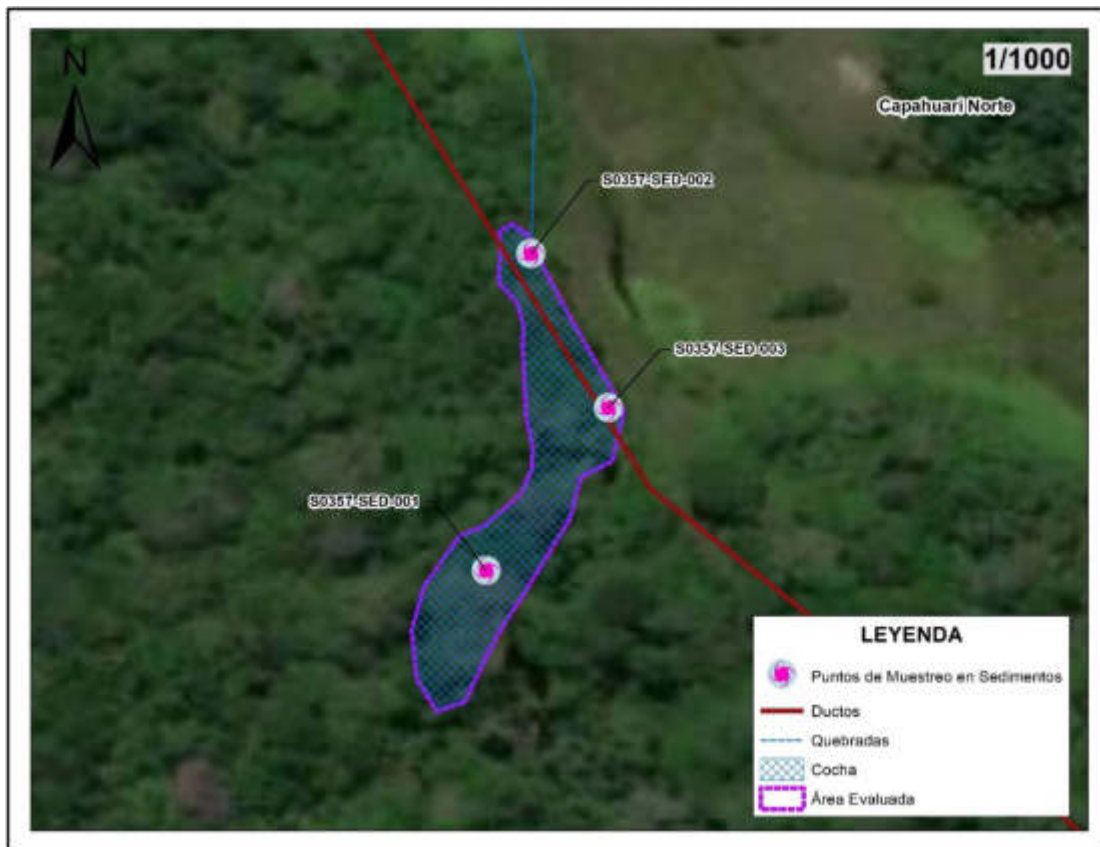 N
1/1000
Capahuari Norte
S0357-SED-002
S0357-SED-003
S0357-SED-001
LEYENDA
Puntos de Muestreo en Sedimentos
Ductos
Quebradas
Cocha
Área Evaluada